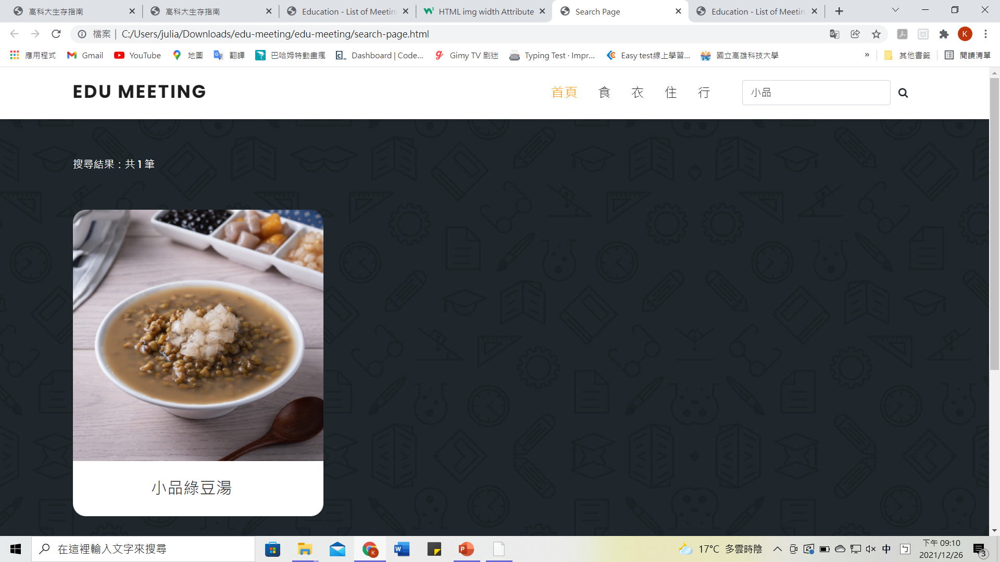 高科大生存指南
高科大生存指南
Education - List of Meetin
HTML img width Attribute
Search Page
Education - List of Meetin
檔案 | C:/Users/julia/Downloads/edu-meeting/edu-meeting/search-page.html
K
應用程式 Gmail YouTube 地圖 翻譯 巴哈姆特動畫瘋 Dashboard | Code... Gimy TV 劇迷 Typing Test · Impr... Easy test線上學習... 國立高雄科技大學 » 其他書籤 閱讀清單
EDU MEETING
首頁 食 衣 住 行 小品
搜尋結果：共 1 筆
小品綠豆湯
在這裡輸入文字來搜尋
17°C 多雲時陰
中
ㄅ
下午 09:10
2021/12/26
3